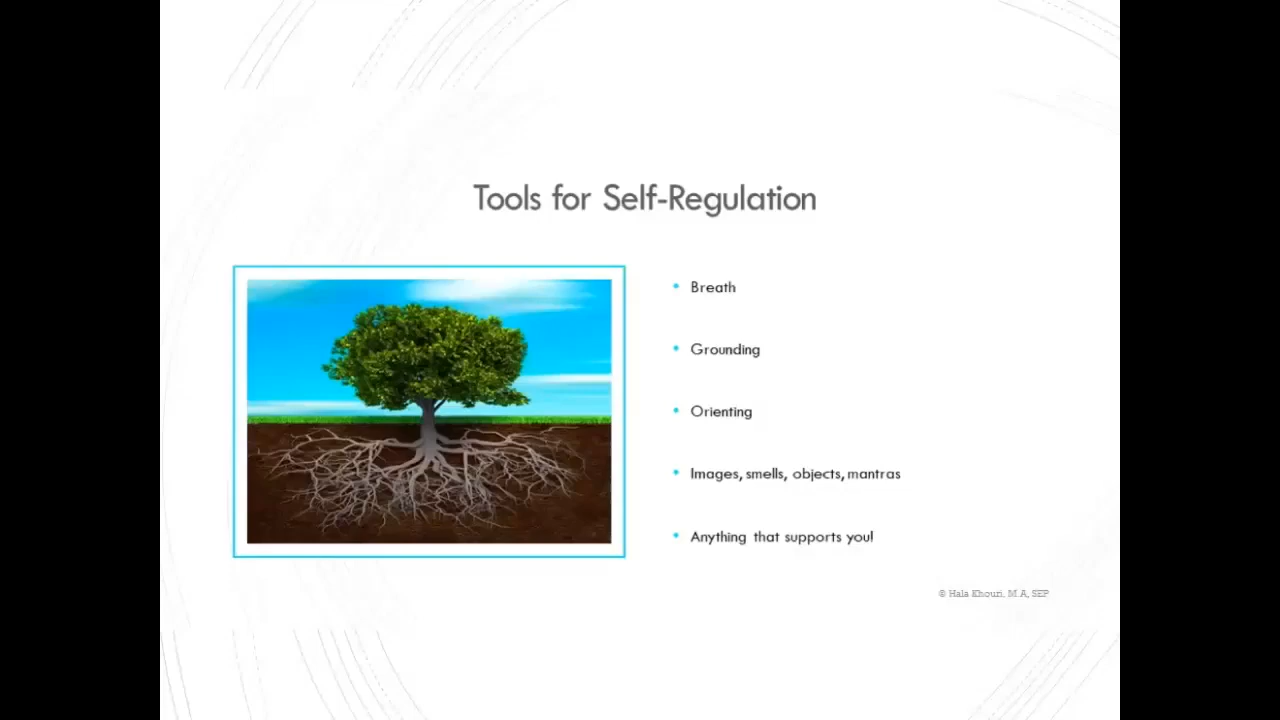 Tools for Self-Regulation
• Breath
• Grounding
• Orienting
• Images, smells, objects, mantras
• Anything that supports you!
© Hala Khouri, M.A, SEP